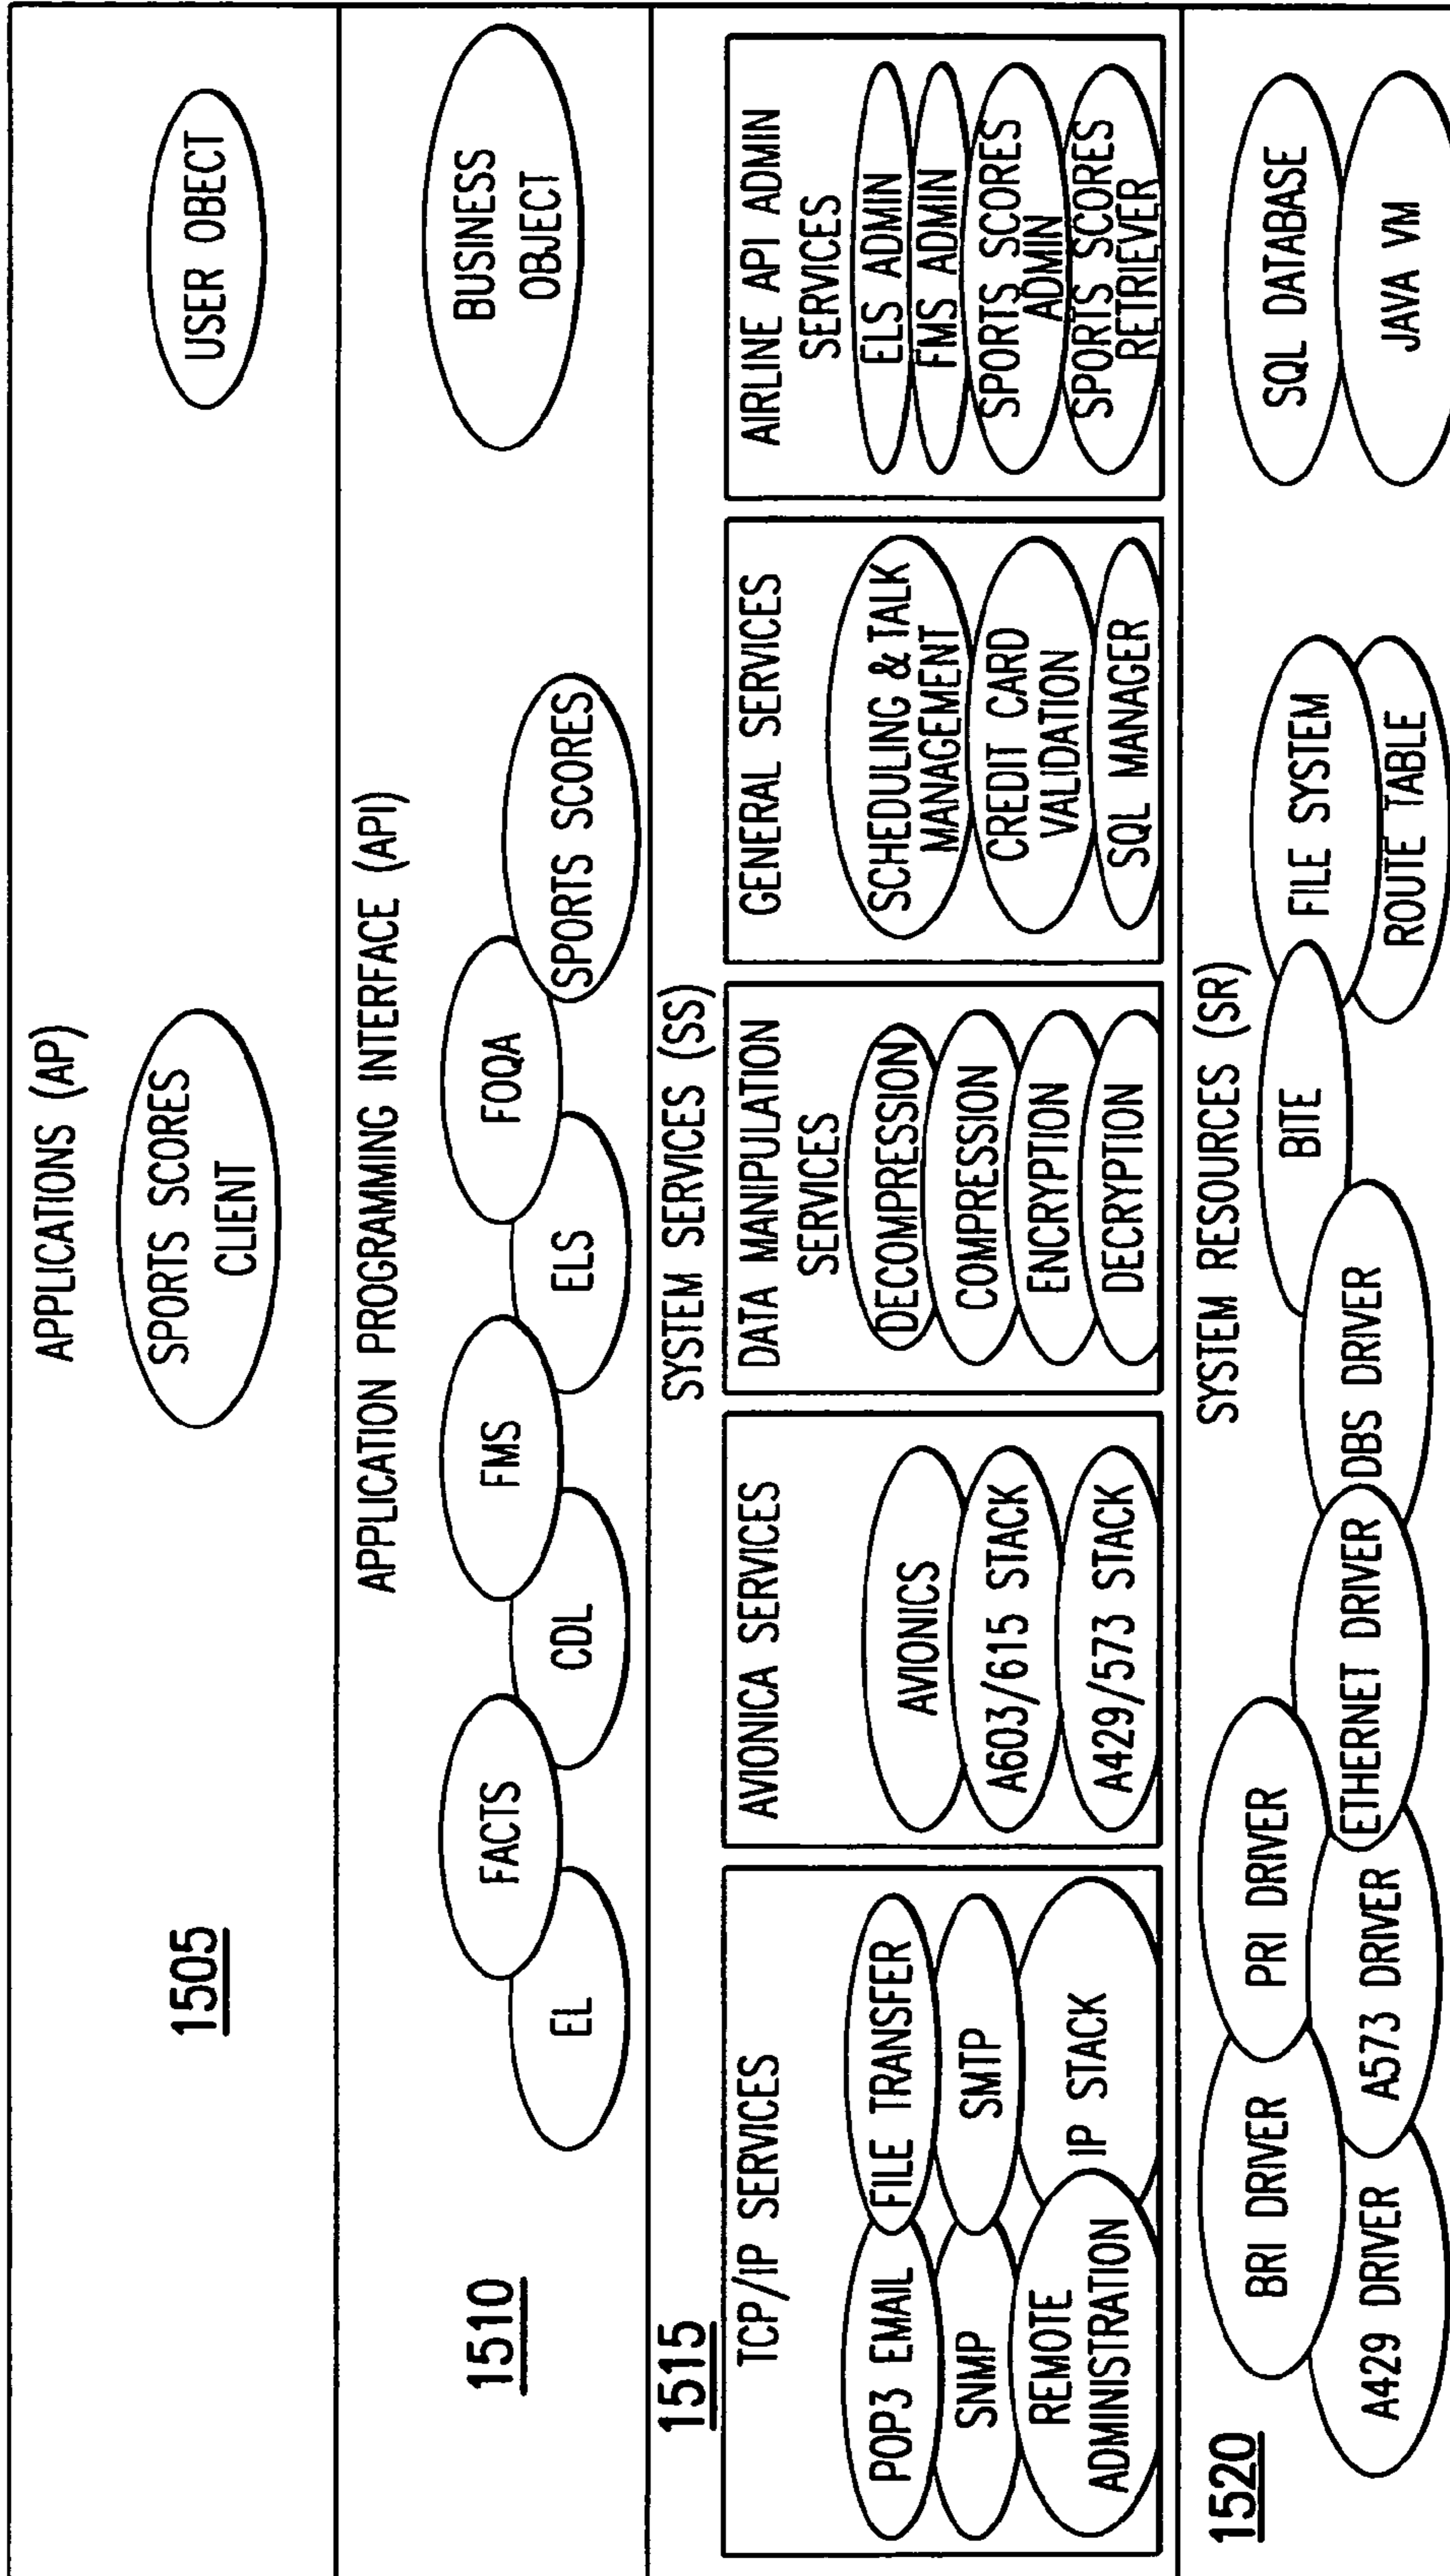 APPLICATIONS (AP)
1505
SPORTS SCORES
CLIENT
USER OBECT
APPLICATION PROGRAMMING INTERFACE (API)
1510
EL
FACTS
CDL
FMS
ELS
FOQA
SPORTS SCORES
BUSINESS
OBJECT
1515
SYSTEM SERVICES (SS)
TCP/IP SERVICES
POP3 EMAIL
FILE TRANSFER
SNMP
SMTP
REMOTE
ADMINISTRATION
IP STACK
AVIONICA SERVICES
AVIONICS
A603/615 STACK
A429/573 STACK
DATA MANIPULATION
SERVICES
DECOMPRESSION
COMPRESSION
ENCRYPTION
DECRYPTION
GENERAL SERVICES
SCHEDULING & TALK
MANAGEMENT
CREDIT CARD
VALIDATION
SQL MANAGER
AIRLINE API ADMIN
SERVICES
ELS ADMIN
FMS ADMIN
SPORTS SCORES
ADMIN
SPORTS SCORES
RETRIEVER
1520
SYSTEM RESOURCES (SR)
BRI DRIVER
PRI DRIVER
A429 DRIVER
A573 DRIVER
ETHERNET DRIVER
DBS DRIVER
BITE
FILE SYSTEM
ROUTE TABLE
SQL DATABASE
JAVA VM